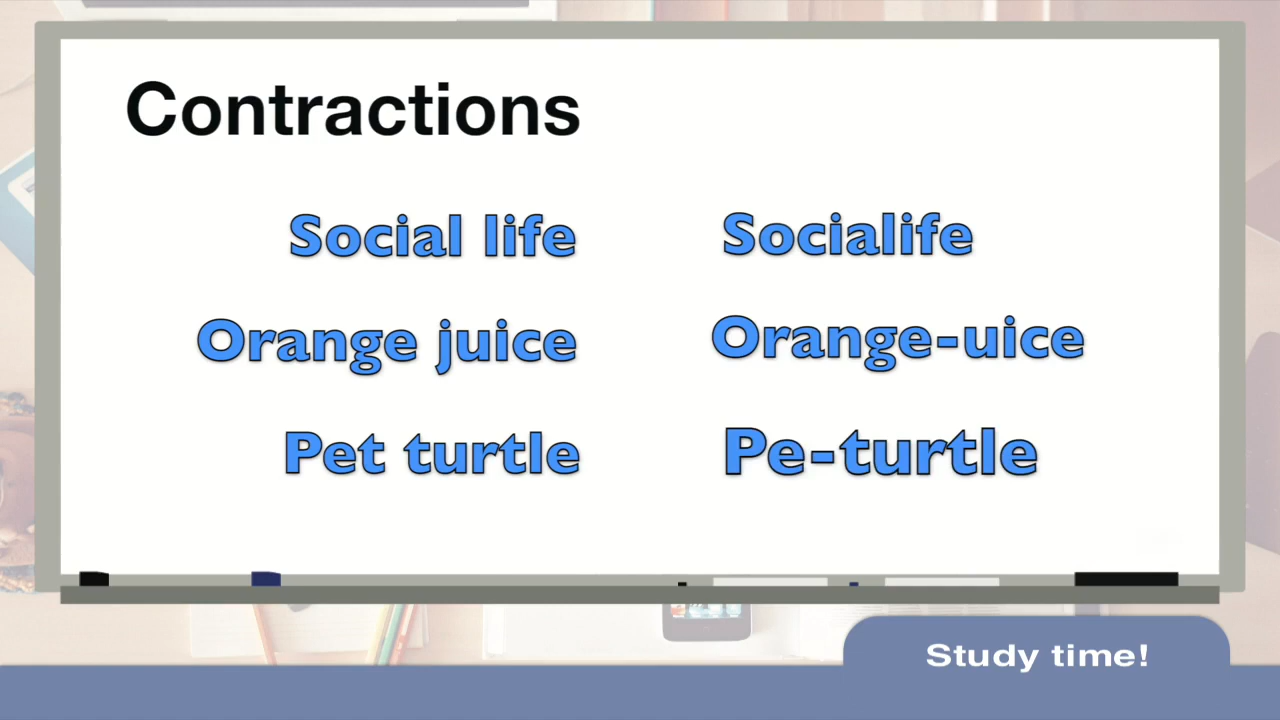 Contractions
Social life Socialife
Orange juice Orange-uice
Pet turtle Pe-turtle
Study time!